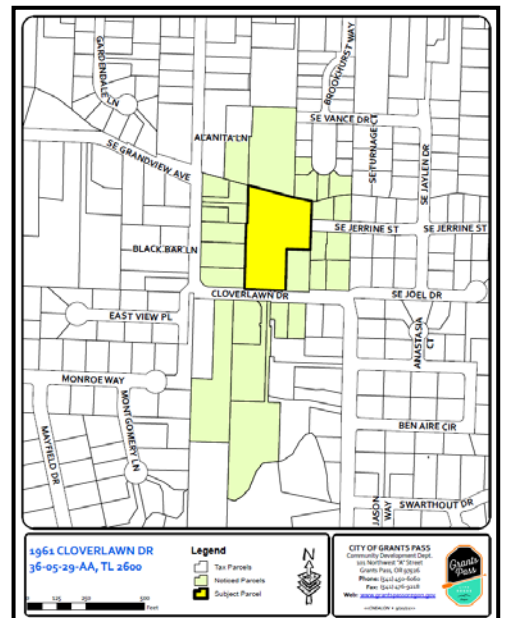 GARDENDALE LN
BROOKHURST WAY
SE VANCE DR
ALANITA LN
SE TURNAGE CT
SE GRANDVIEW AVE
SE JAYLEN DR
SE JERRINE ST
SE JERRINE ST
BLACK BAR LN
CLOVERLAWN DR
SE JOEL DR
EAST VIEW PL
ANASTASIA CT
MONROE WAY
MONTGOMERY LN
MAYFIELD DR
BEN AIRE CIR
JASON WAY
SWARTHOUT DR
1961 CLOVERLAWN DR
36-05-29-AA, TL 2600
0 125 250 500
Feet
Legend
Tax Parcels
Noticed Parcels
Subject Parcel
N
CITY OF GRANTS PASS
Community Development Dept.
101 Northwest "A" Street
Grants Pass, OR 97526
Phone: (541) 450-6060
Fax: (541) 476-9218
Web: www.grantspassoregon.gov
Grants
Pass